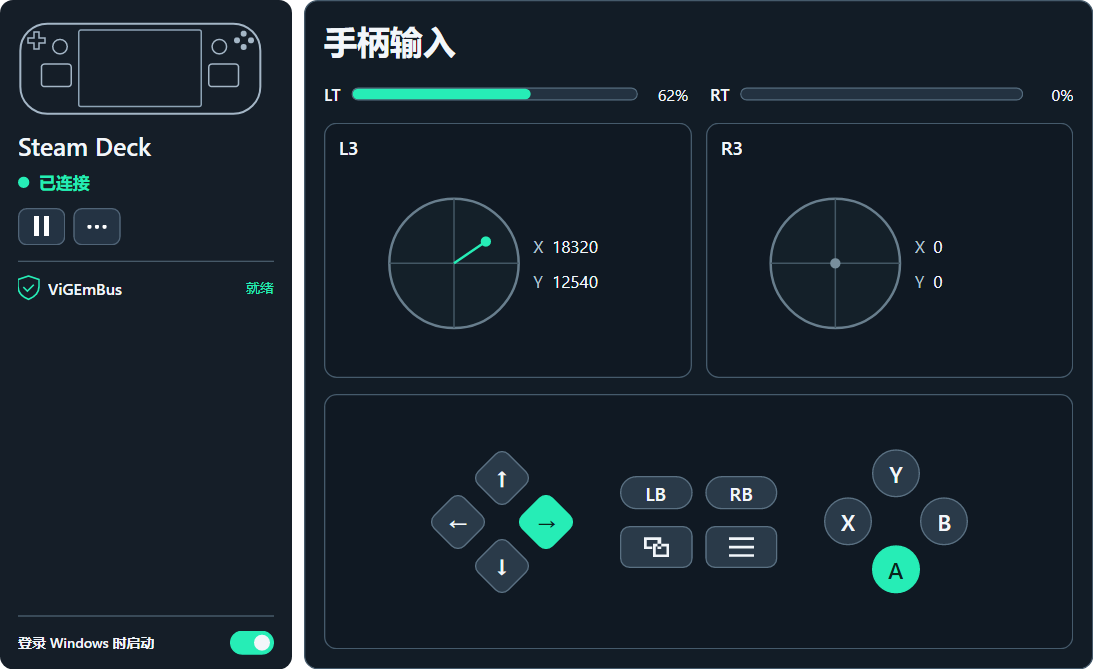 Steam Deck
已连接
ViGEmBus 就绪
登录 Windows 时启动
手柄输入
LT 62% RT 0%
L3
X 18320
Y 12540
R3
X 0
Y 0
↑
← →
↓
LB RB
Y
X B
A